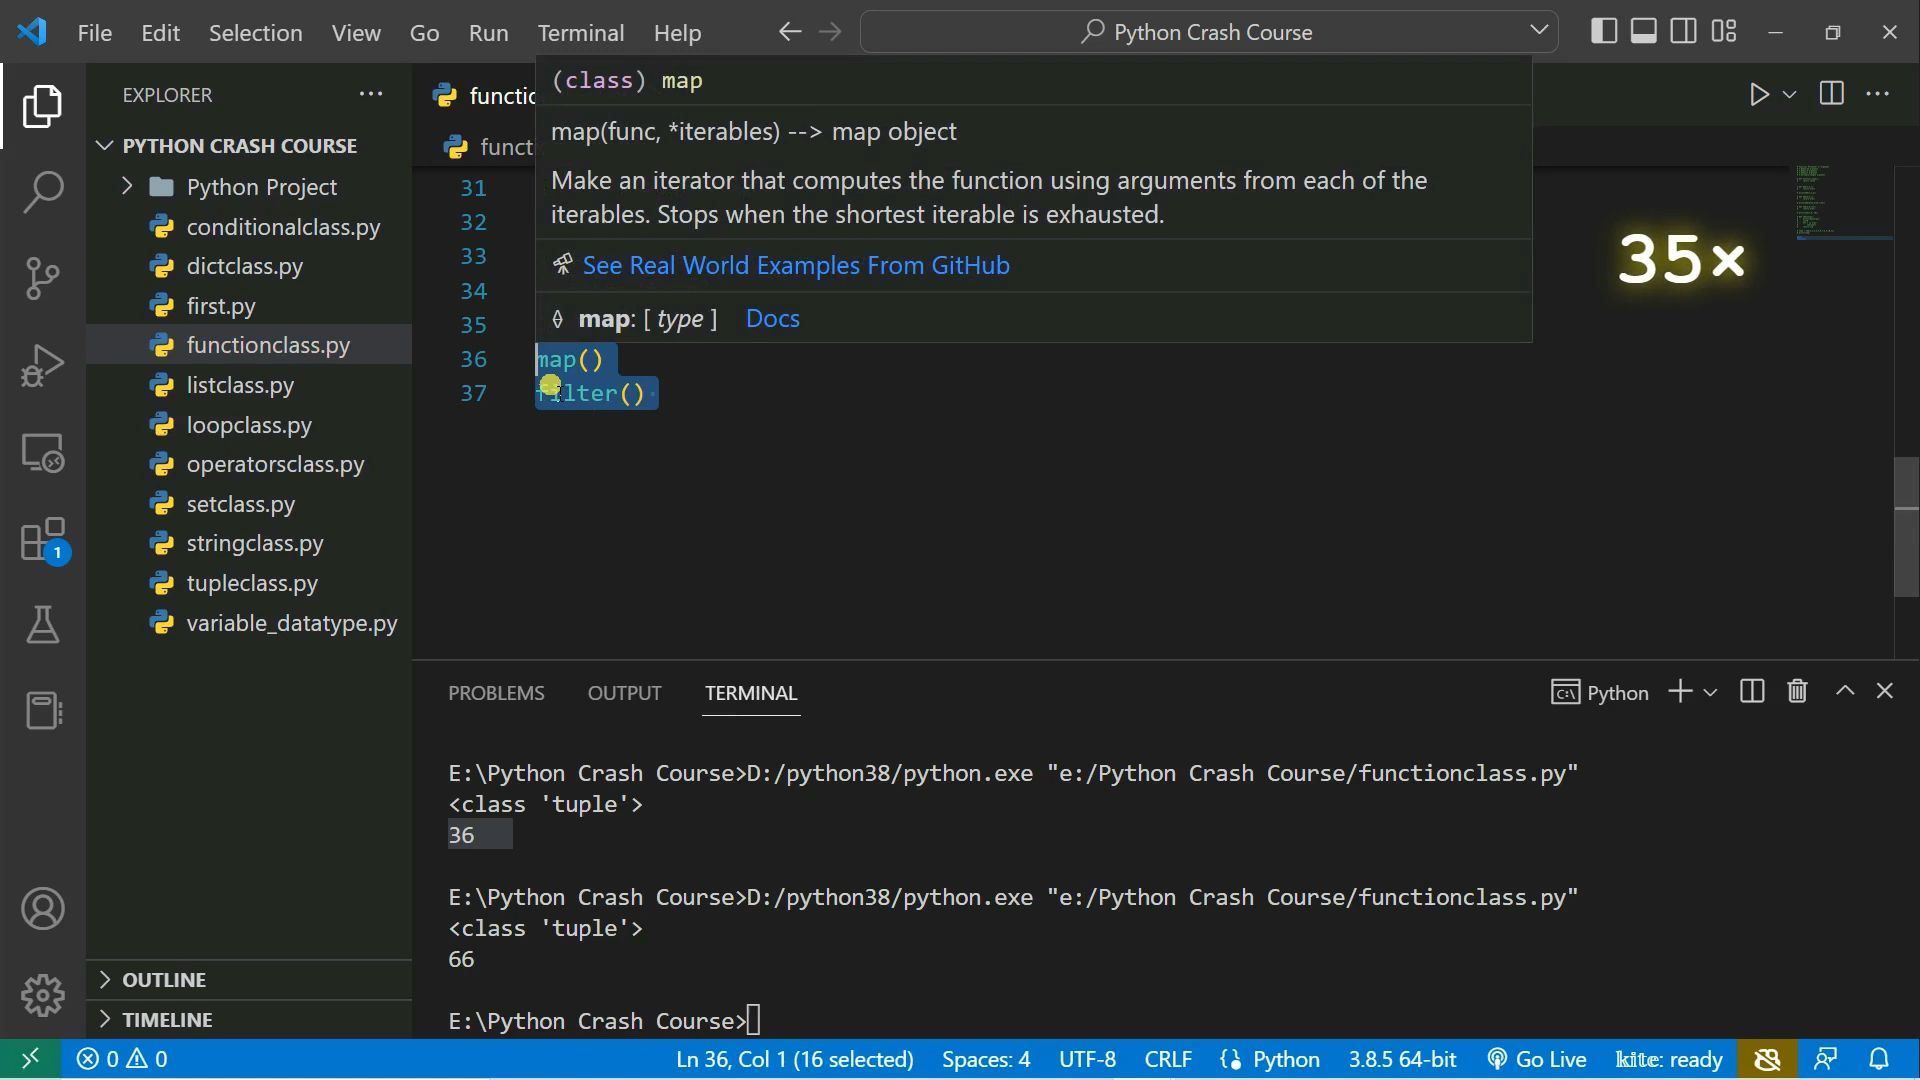 File Edit Selection View Go Run Terminal Help
Python Crash Course
EXPLORER
PYTHON CRASH COURSE
Python Project
conditionalclass.py
dictclass.py
first.py
functionclass.py
listclass.py
loopclass.py
operatorsclass.py
setclass.py
stringclass.py
tupleclass.py
variable_datatype.py
1
OUTLINE
TIMELINE
(class) map
map(func, *iterables) --> map object
Make an iterator that computes the function using arguments from each of the
iterables. Stops when the shortest iterable is exhausted.
See Real World Examples From GitHub
map: [ type ] Docs
31
32
33
34
35
36 map()
37 filter()
35×
PROBLEMS OUTPUT TERMINAL
Python
E:\Python Crash Course>D:/python38/python.exe "e:/Python Crash Course/functionclass.py"
<class 'tuple'>
36
E:\Python Crash Course>D:/python38/python.exe "e:/Python Crash Course/functionclass.py"
<class 'tuple'>
66
E:\Python Crash Course>
0 0
Ln 36, Col 1 (16 selected) Spaces: 4 UTF-8 CRLF Python 3.8.5 64-bit Go Live kite: ready